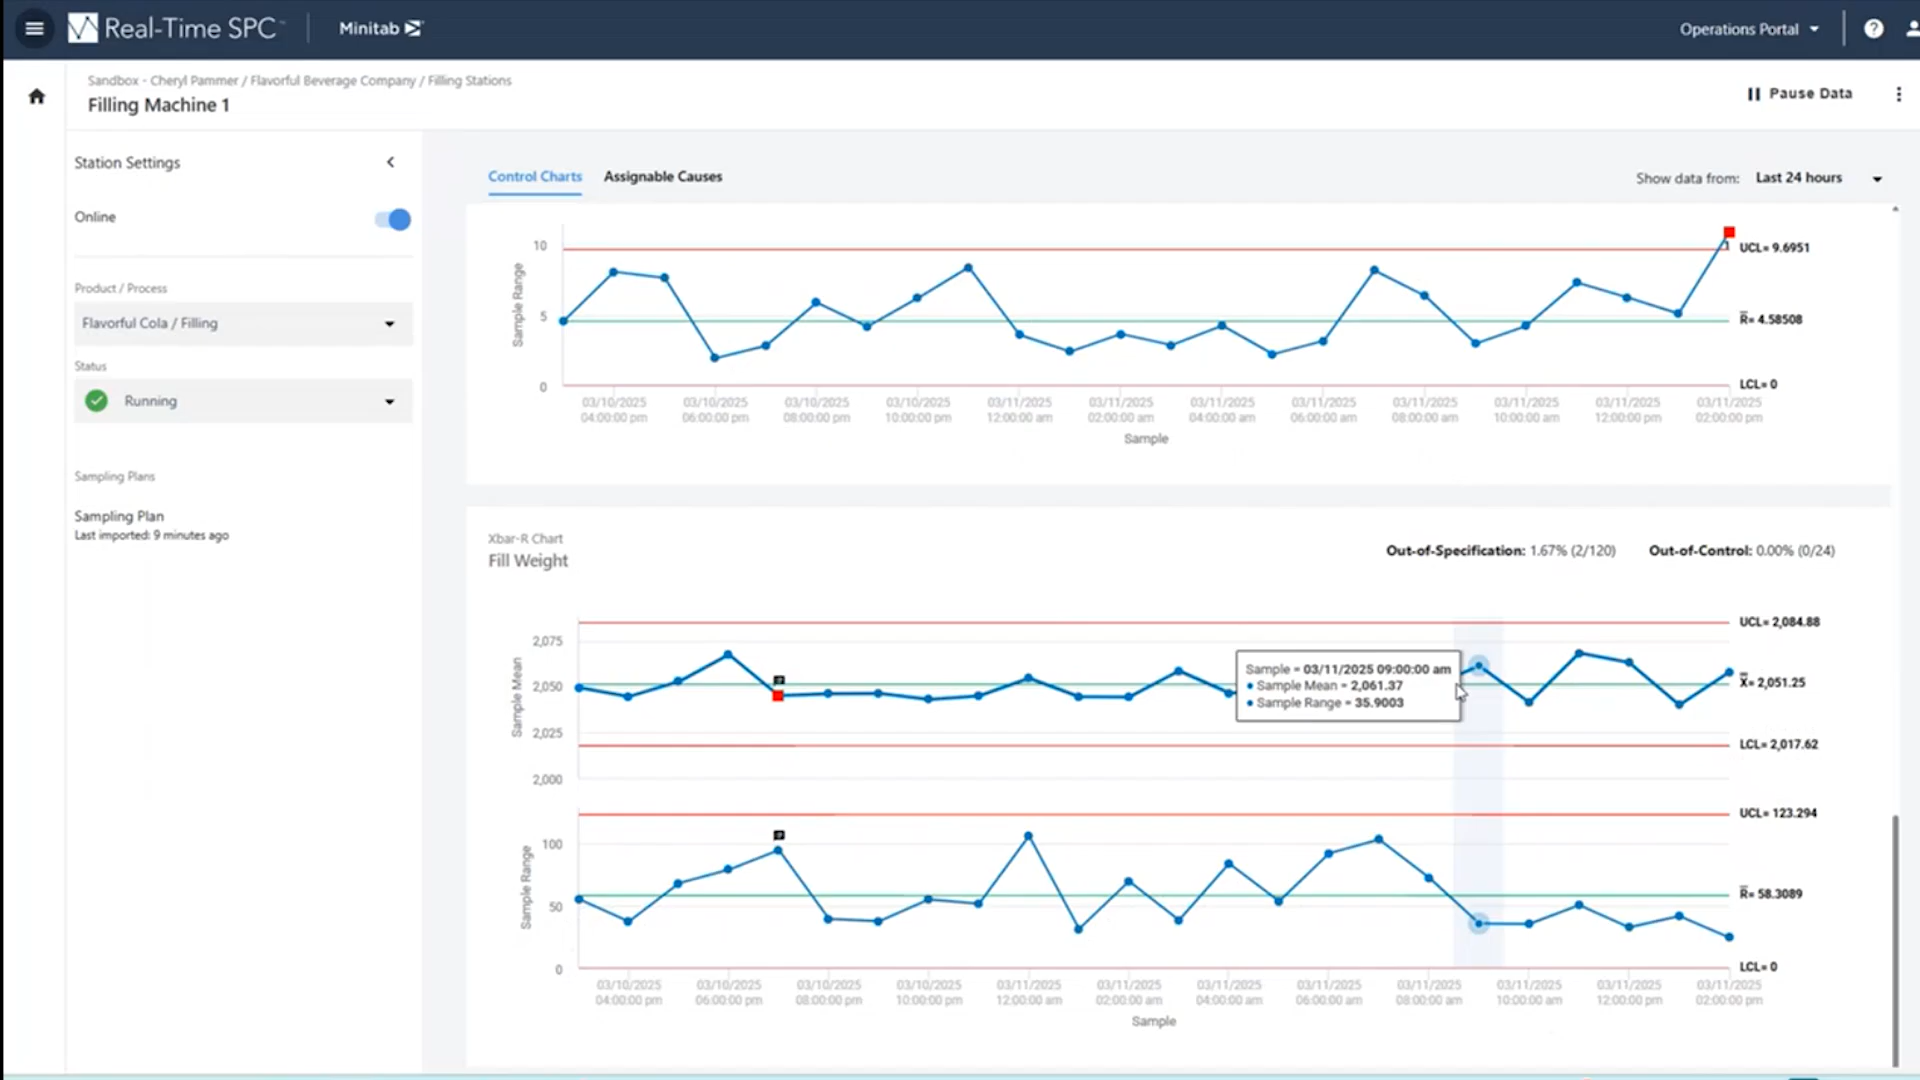 Real-Time SPC
Minitab
Operations Portal
Sandbox - Cheryl Pammer / Flavorful Beverage Company / Filling Stations
Filling Machine 1
Pause Data
Station Settings
Online
Product / Process
Flavorful Cola / Filling
Status
Running
Sampling Plans
Sampling Plan
Last imported: 9 minutes ago
Control Charts
Assignable Causes
Show data from: Last 24 hours
Sample Range
10
5
0
1
UCL= 9.6951
R= 4.58508
LCL= 0
03/10/2025 03/10/2025 03/10/2025 03/10/2025 03/11/2025 03/11/2025 03/11/2025 03/11/2025 03/11/2025 03/11/2025 03/11/2025 03/11/2025
04:00:00 pm 06:00:00 pm 08:00:00 pm 10:00:00 pm 12:00:00 am 02:00:00 am 04:00:00 am 06:00:00 am 08:00:00 am 10:00:00 am 12:00:00 pm 02:00:00 pm
Sample
Xbar-R Chart
Fill Weight
Out-of-Specification: 1.67% (2/120)
Out-of-Control: 0.00% (0/24)
Sample Mean
2,075
2,050
2,025
2,000
UCL= 2,084.88
X= 2,051.25
LCL= 2,017.62
Sample = 03/11/2025 09:00:00 am
Sample Mean = 2,061.37
Sample Range = 35.9003
Sample Range
100
50
0
UCL= 123.294
R= 58.3089
LCL= 0
03/10/2025 03/10/2025 03/10/2025 03/10/2025 03/11/2025 03/11/2025 03/11/2025 03/11/2025 03/11/2025 03/11/2025 03/11/2025 03/11/2025
04:00:00 pm 06:00:00 pm 08:00:00 pm 10:00:00 pm 12:00:00 am 02:00:00 am 04:00:00 am 06:00:00 am 08:00:00 am 10:00:00 am 12:00:00 pm 02:00:00 pm
Sample